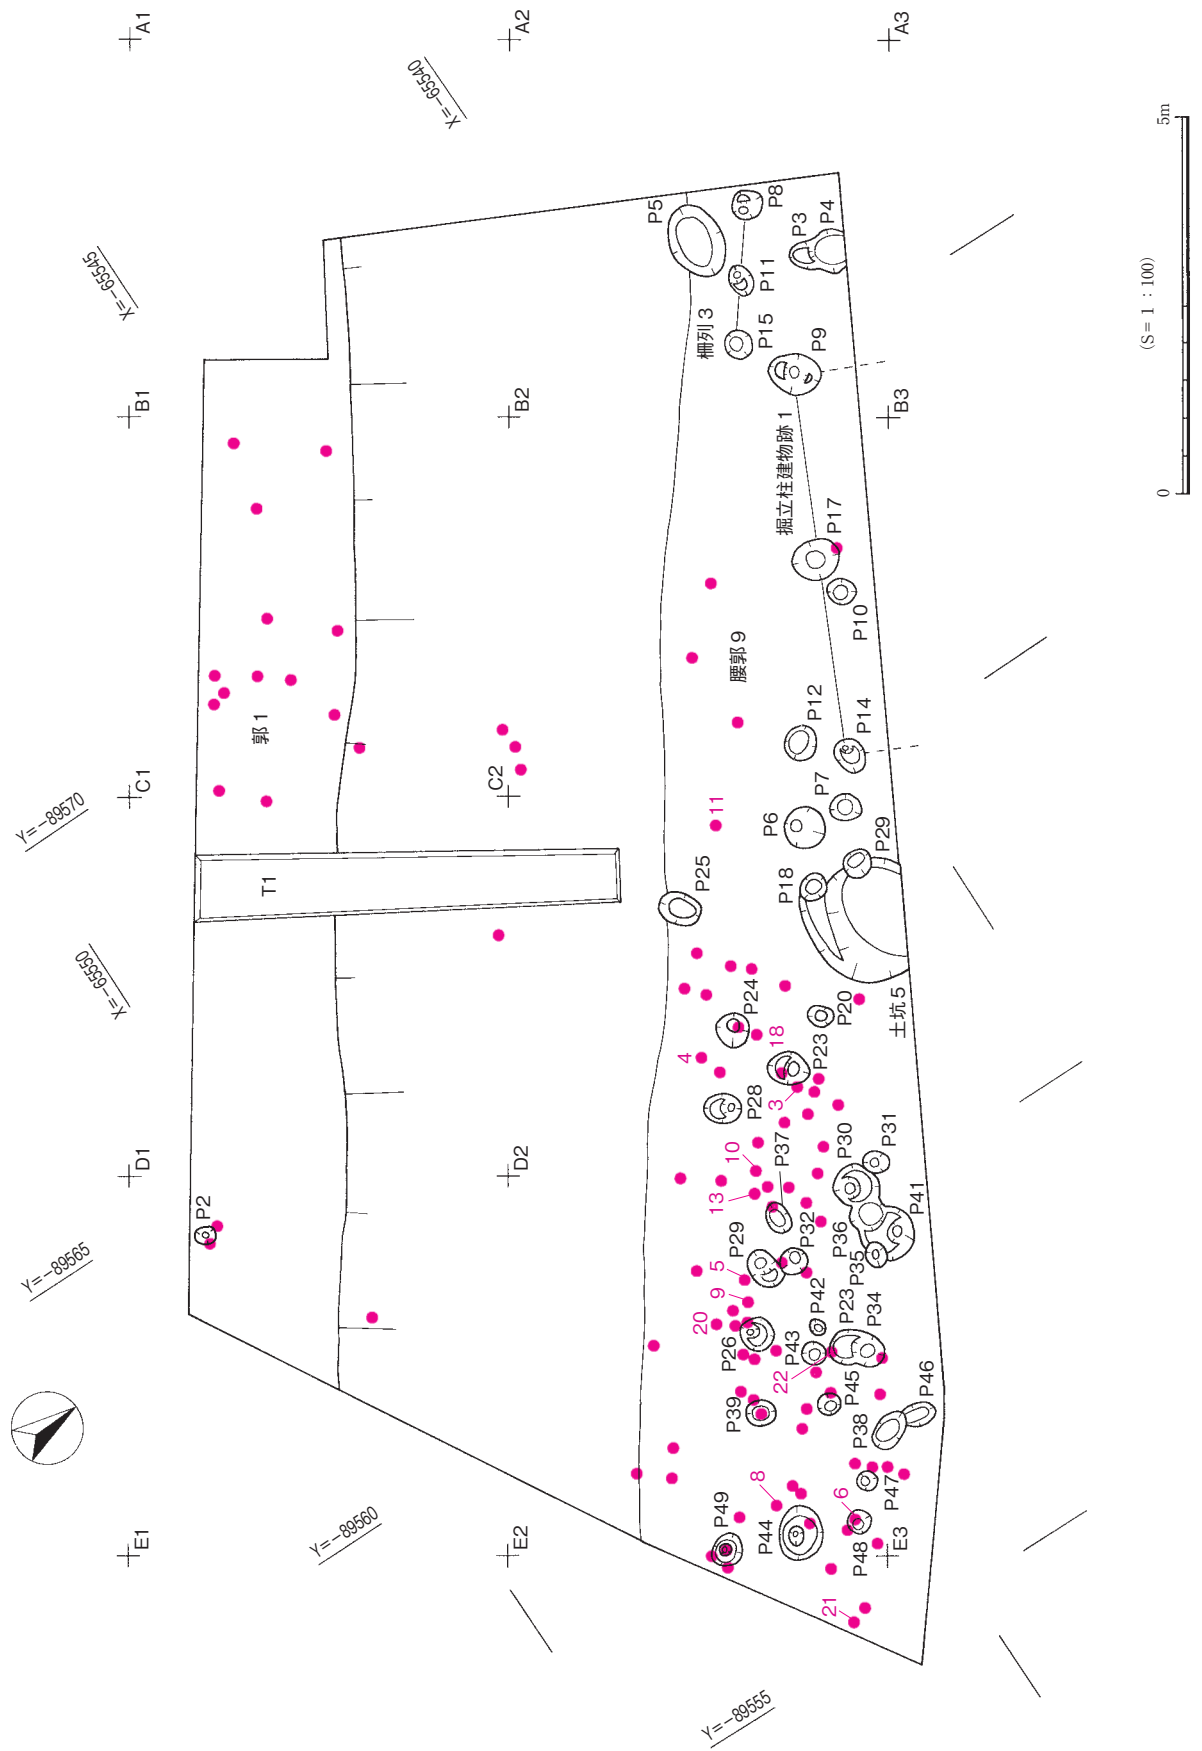 A1
A2
A3
B1
B2
B3
C1
C2
D1
D2
E1
E2
E3
X=-65540
X=-65545
X=-65550
Y=-89570
Y=-89565
Y=-89560
Y=-89555
(S= 1 : 100)
0
5m
郭 1
T1
P2
P5
P8
P11
P15
柵列 3
P3
P4
P9
掘立柱建物跡 1
P17
P10
腰郭 9
P12
P14
P7
P6
P29
P18
土坑 5
11
P25
P24
P20
18
P23
4
3
P28
10
P37
13
P30
P31
P41
P36
P35
P32
P29
5
9
20
P26
P42
P43
P23
P34
22
P45
P46
P38
P39
P47
8
6
P49
P44
P48
21